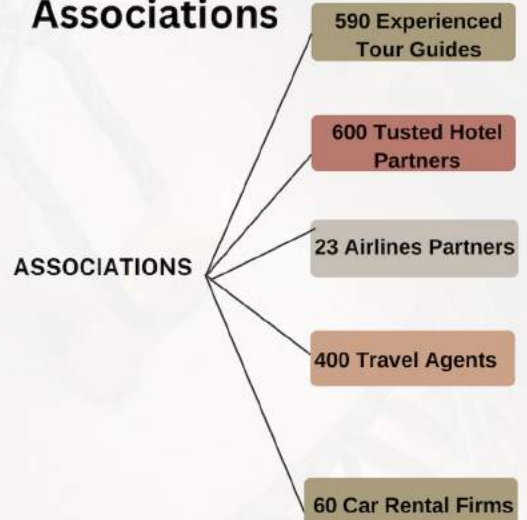 Associations
590 Experienced
Tour Guides
600 Tusted Hotel
Partners
23 Airlines Partners
ASSOCIATIONS
400 Travel Agents
60 Car Rental Firms